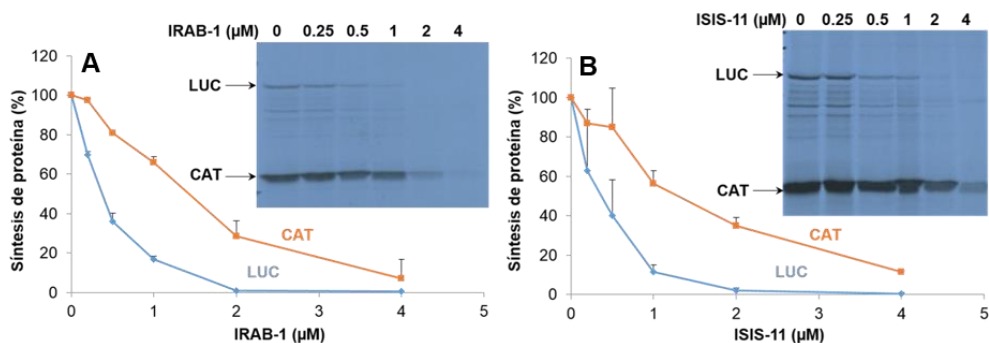 IRAB-1 (µM) 0 0.25 0.5 1 2 4
A
LUC
CAT
120
100
80
60
40
20
0
Síntesis de proteína (%)
CAT
LUC
0 1 2 3 4 5
IRAB-1 (µM)
ISIS-11 (µM) 0 0.25 0.5 1 2 4
B
LUC
CAT
120
100
80
60
40
20
0
Síntesis de proteína (%)
CAT
LUC
0 1 2 3 4 5
ISIS-11 (µM)